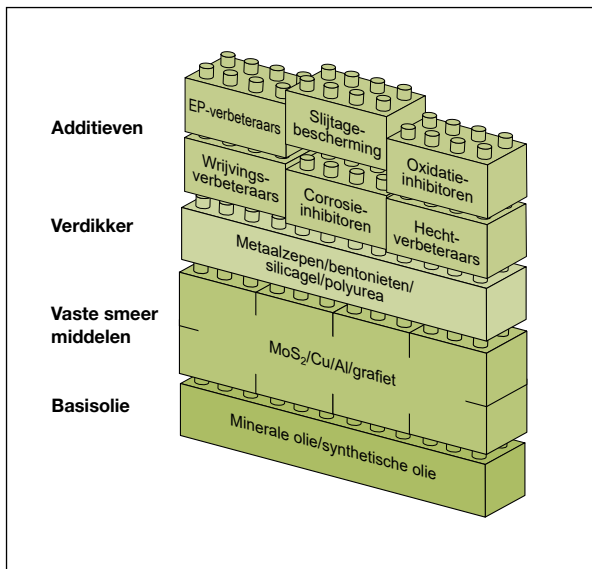 Additieven
EP-verbeteraars
Slijtage-
bescherming
Oxidatie-
inhibitoren
Wrijvings-
verbeteraars
Corrosie-
inhibitoren
Hecht-
verbeteraars
Verdikker
Metaalzepen/bentonieten/
silicagel/polyurea
Vaste smeer
middelen
MoS₂/Cu/Al/grafiet
Basisolie
Minerale olie/synthetische olie